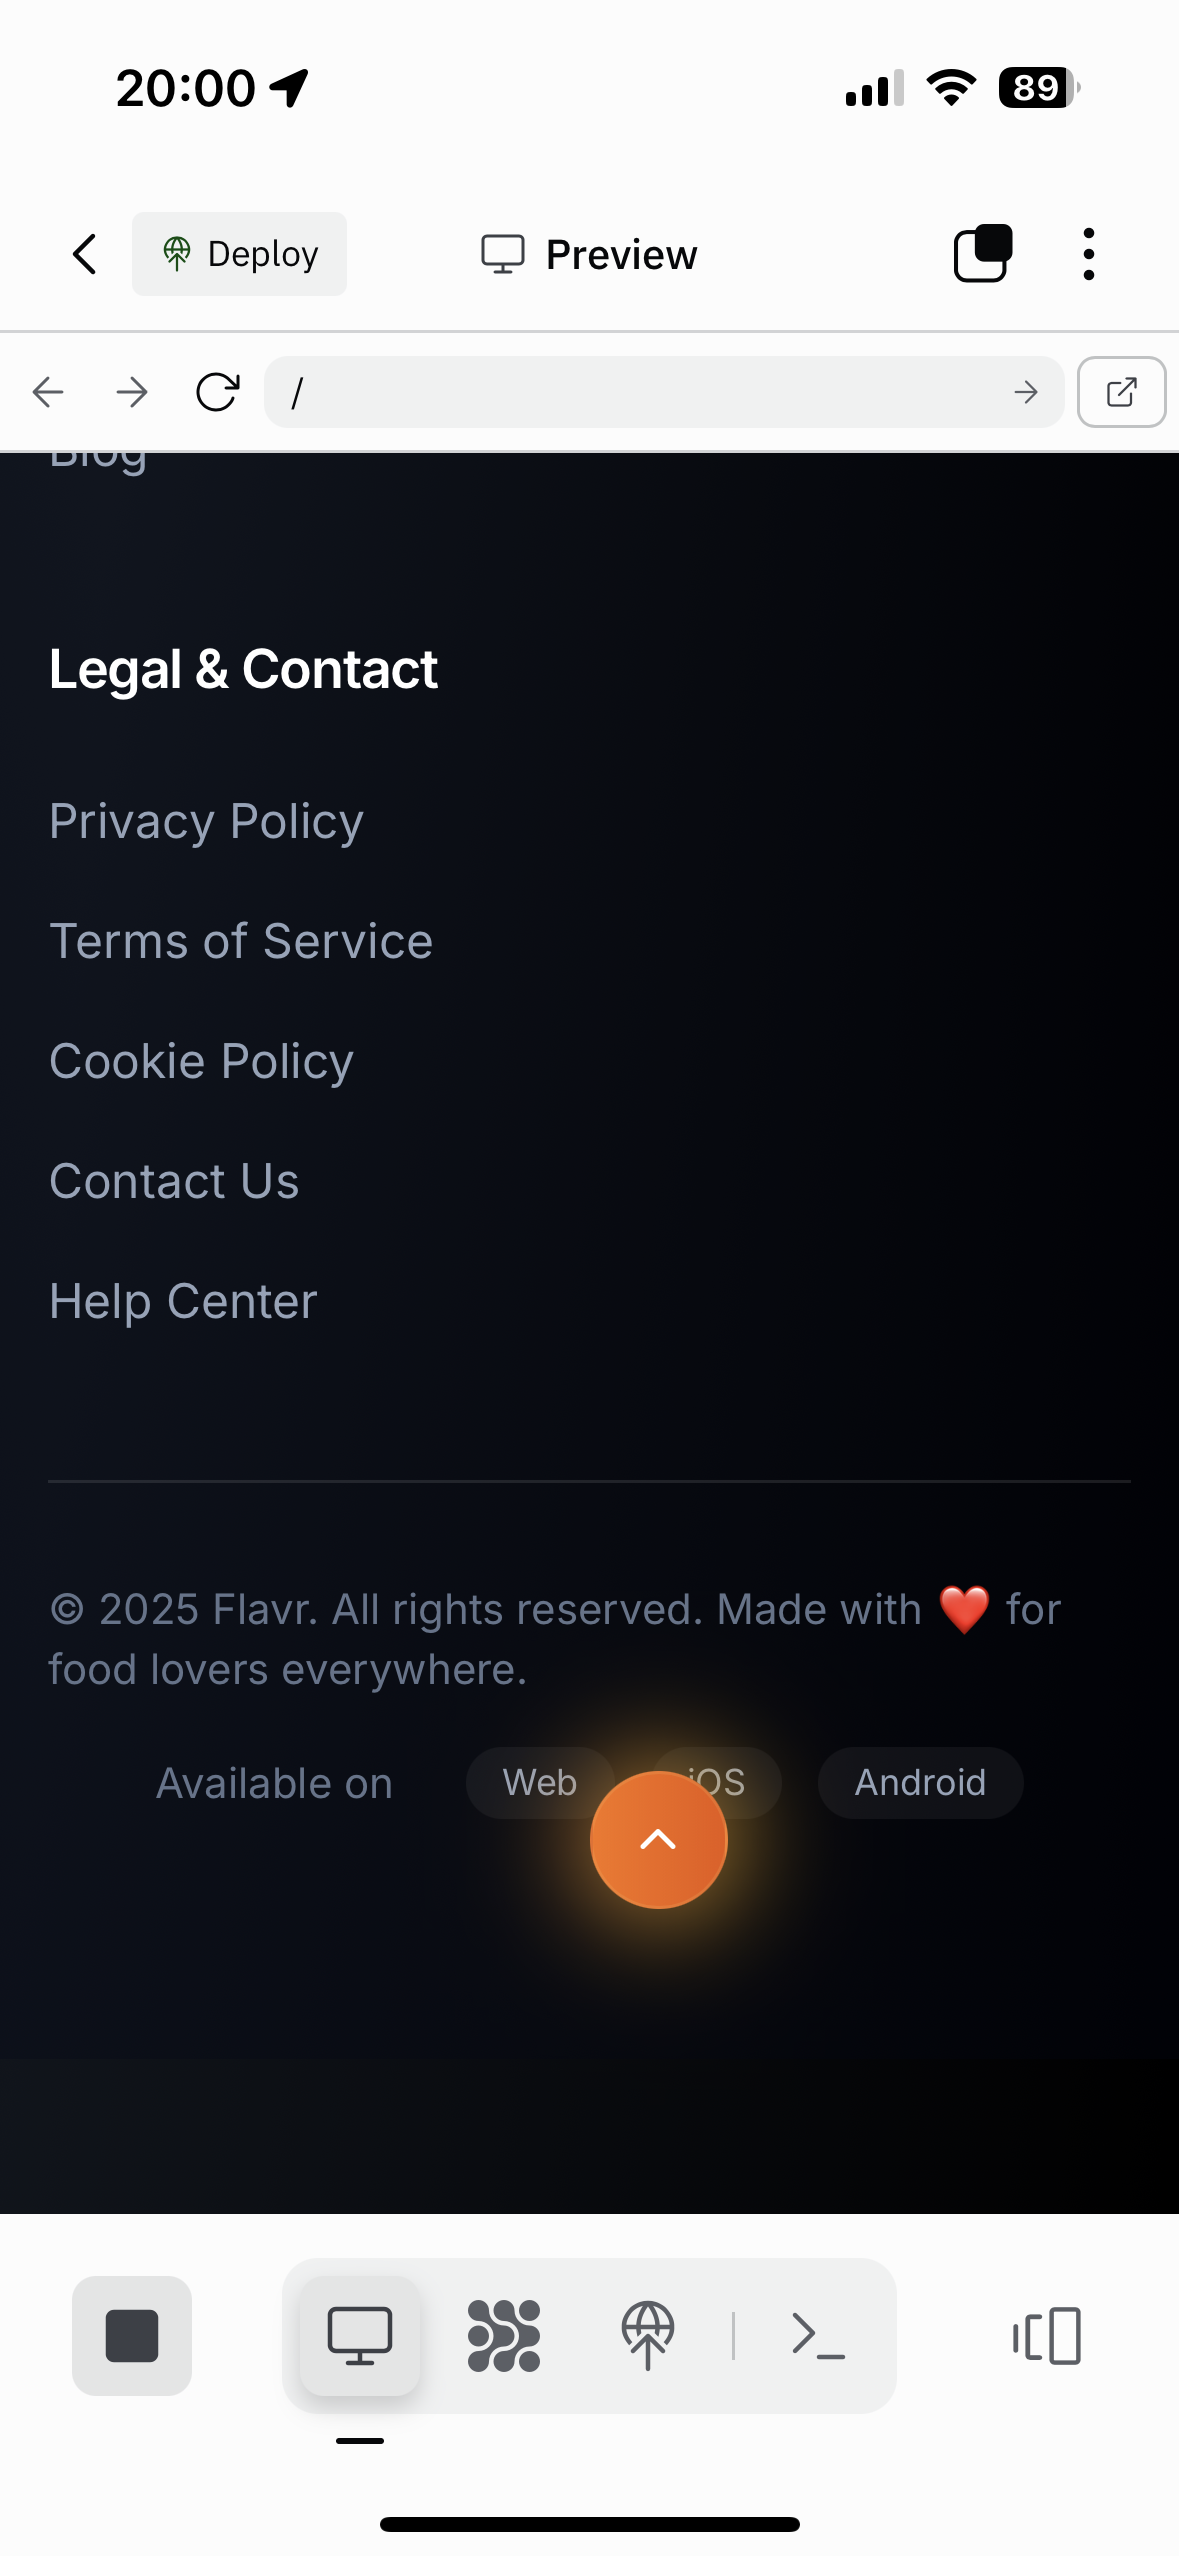 20:00
89
Deploy
Preview
/
Blog
Legal & Contact
Privacy Policy
Terms of Service
Cookie Policy
Contact Us
Help Center
© 2025 Flavr. All rights reserved. Made with ❤️ for
food lovers everywhere.
Available on Web iOS Android